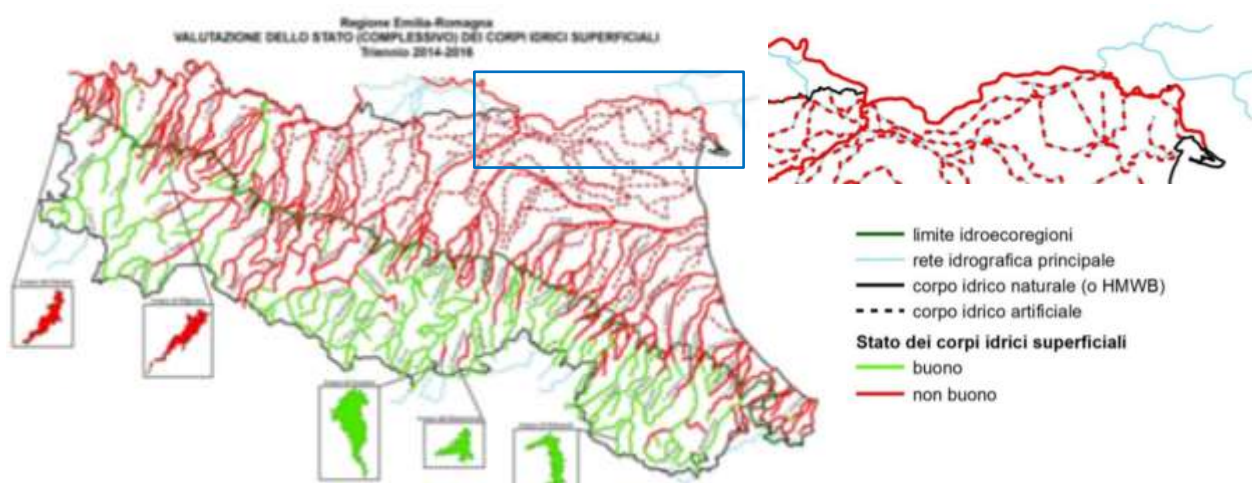 Regione Emilia-Romagna
VALUTAZIONE DELLO STATO (COMPLESSIVO) DEI CORPI IDRICI SUPERFICIALI
Triennio 2014-2016
limite idroecoregioni
rete idrografica principale
corpo idrico naturale (o HMWB)
corpo idrico artificiale
Stato dei corpi idrici superficiali
buono
non buono